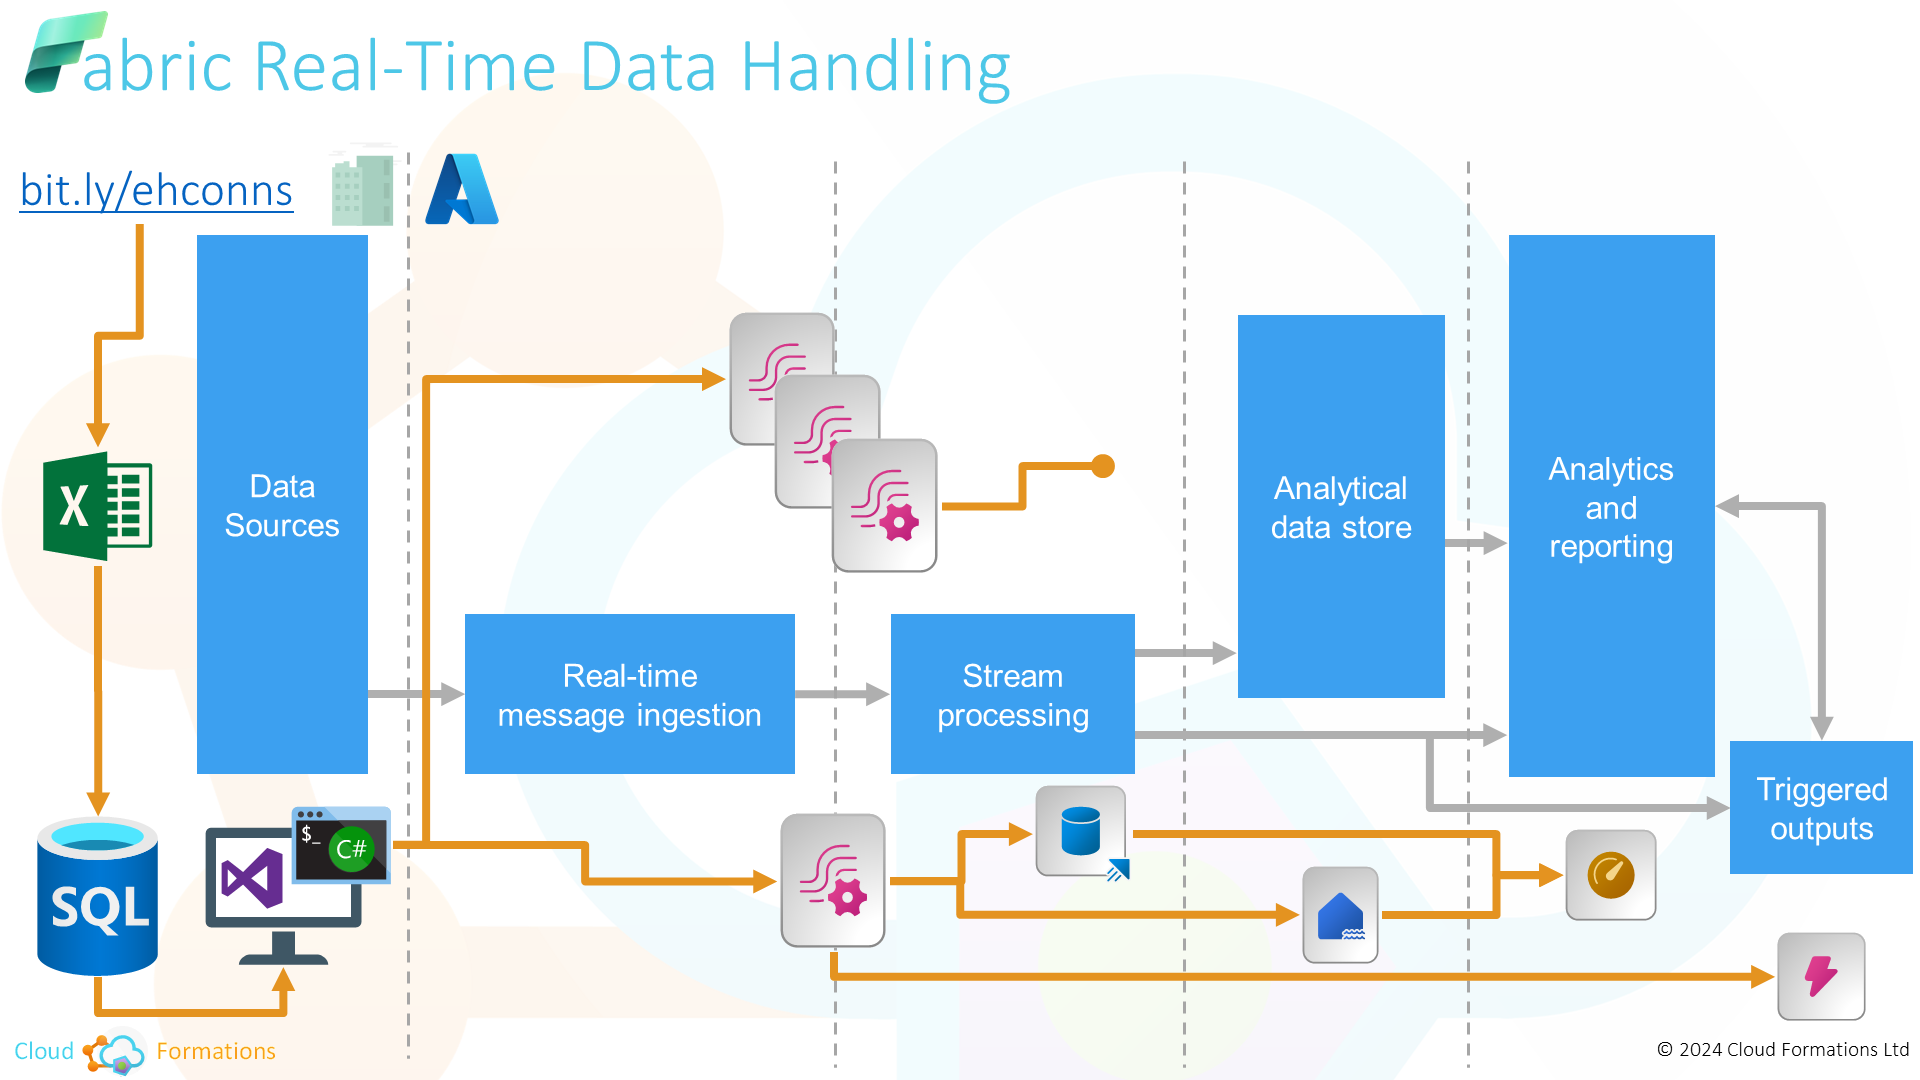 Fabric Real-Time Data Handling
bit.ly/ehconns
Data
Sources
Real-time
message ingestion
Stream
processing
Analytical
data store
Analytics
and
reporting
Triggered
outputs
X
SQL
$_
C#
Cloud Formations
© 2024 Cloud Formations Ltd